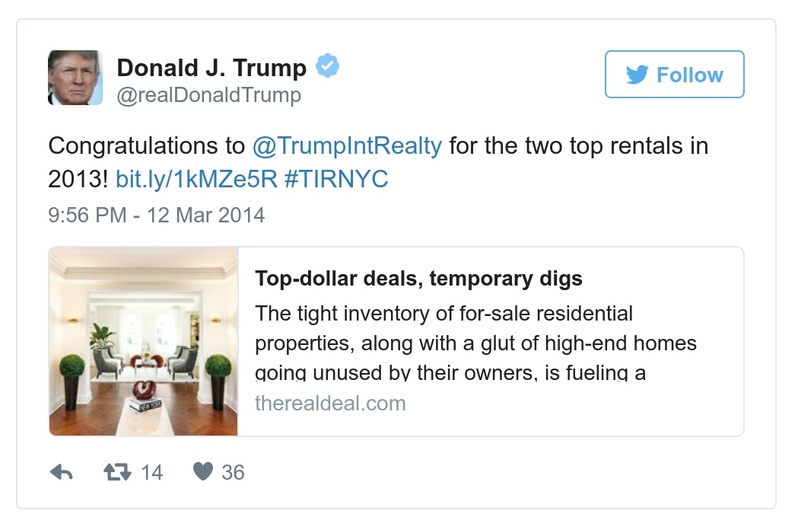 Donald J. Trump
@realDonaldTrump
Follow
Congratulations to @TrumpIntRealty for the two top rentals in
2013! bit.ly/1kMZe5R #TIRNYC
9:56 PM - 12 Mar 2014
Top-dollar deals, temporary digs
The tight inventory of for-sale residential
properties, along with a glut of high-end homes
going unused by their owners, is fueling a
therealdeal.com
14
36